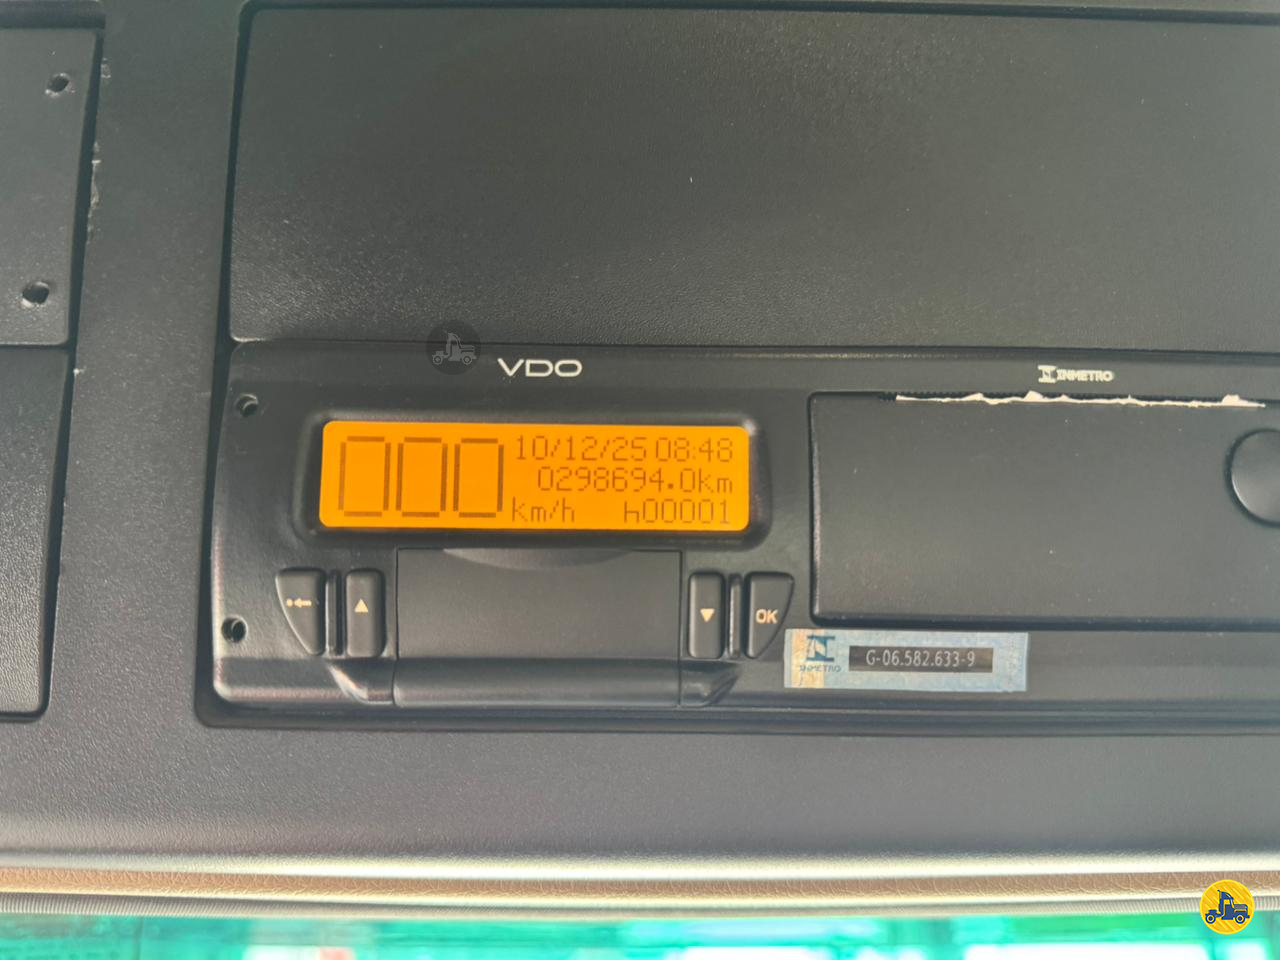 VDO
INMETRO
000
10/12/25 08:48
0298694.0km
km/h h00001
OK
INMETRO
G-06.582.633-9